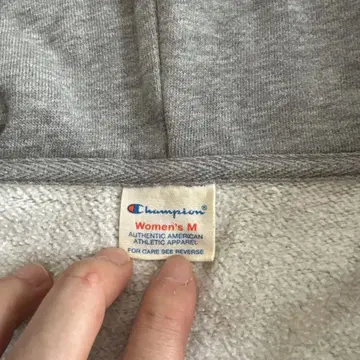 Champion®
Women's M
AUTHENTIC AMERICAN
ATHLETIC APPAREL
FOR CARE SEE REVERSE